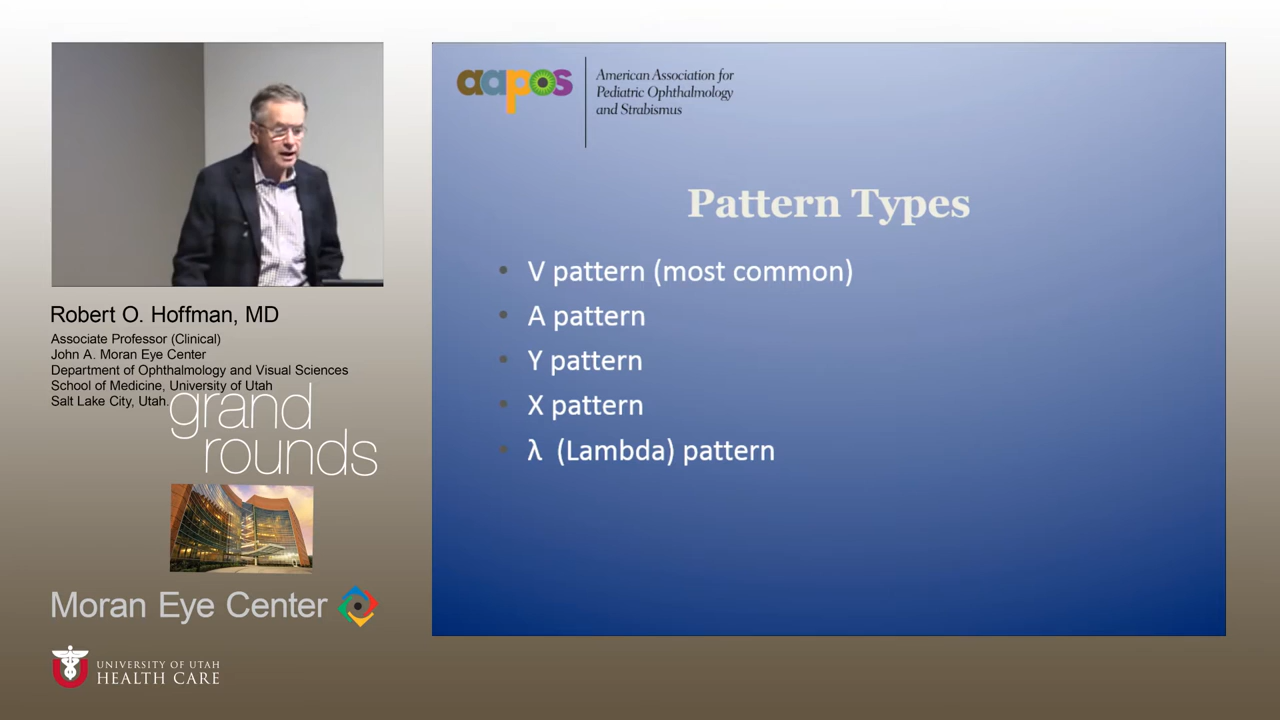 aapos
American Association for
Pediatric Ophthalmology
and Strabismus
Pattern Types
• V pattern (most common)
• A pattern
• Y pattern
• X pattern
• λ (Lambda) pattern
Robert O. Hoffman, MD
Associate Professor (Clinical)
John A. Moran Eye Center
Department of Ophthalmology and Visual Sciences
School of Medicine, University of Utah
Salt Lake City, Utah.
grand
rounds
Moran Eye Center
UNIVERSITY OF UTAH
HEALTH CARE